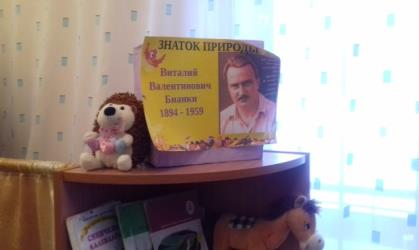 ЗНАТОК ПРИРОДЫ
Виталий
Валентинович
Бианки
1894 - 1959